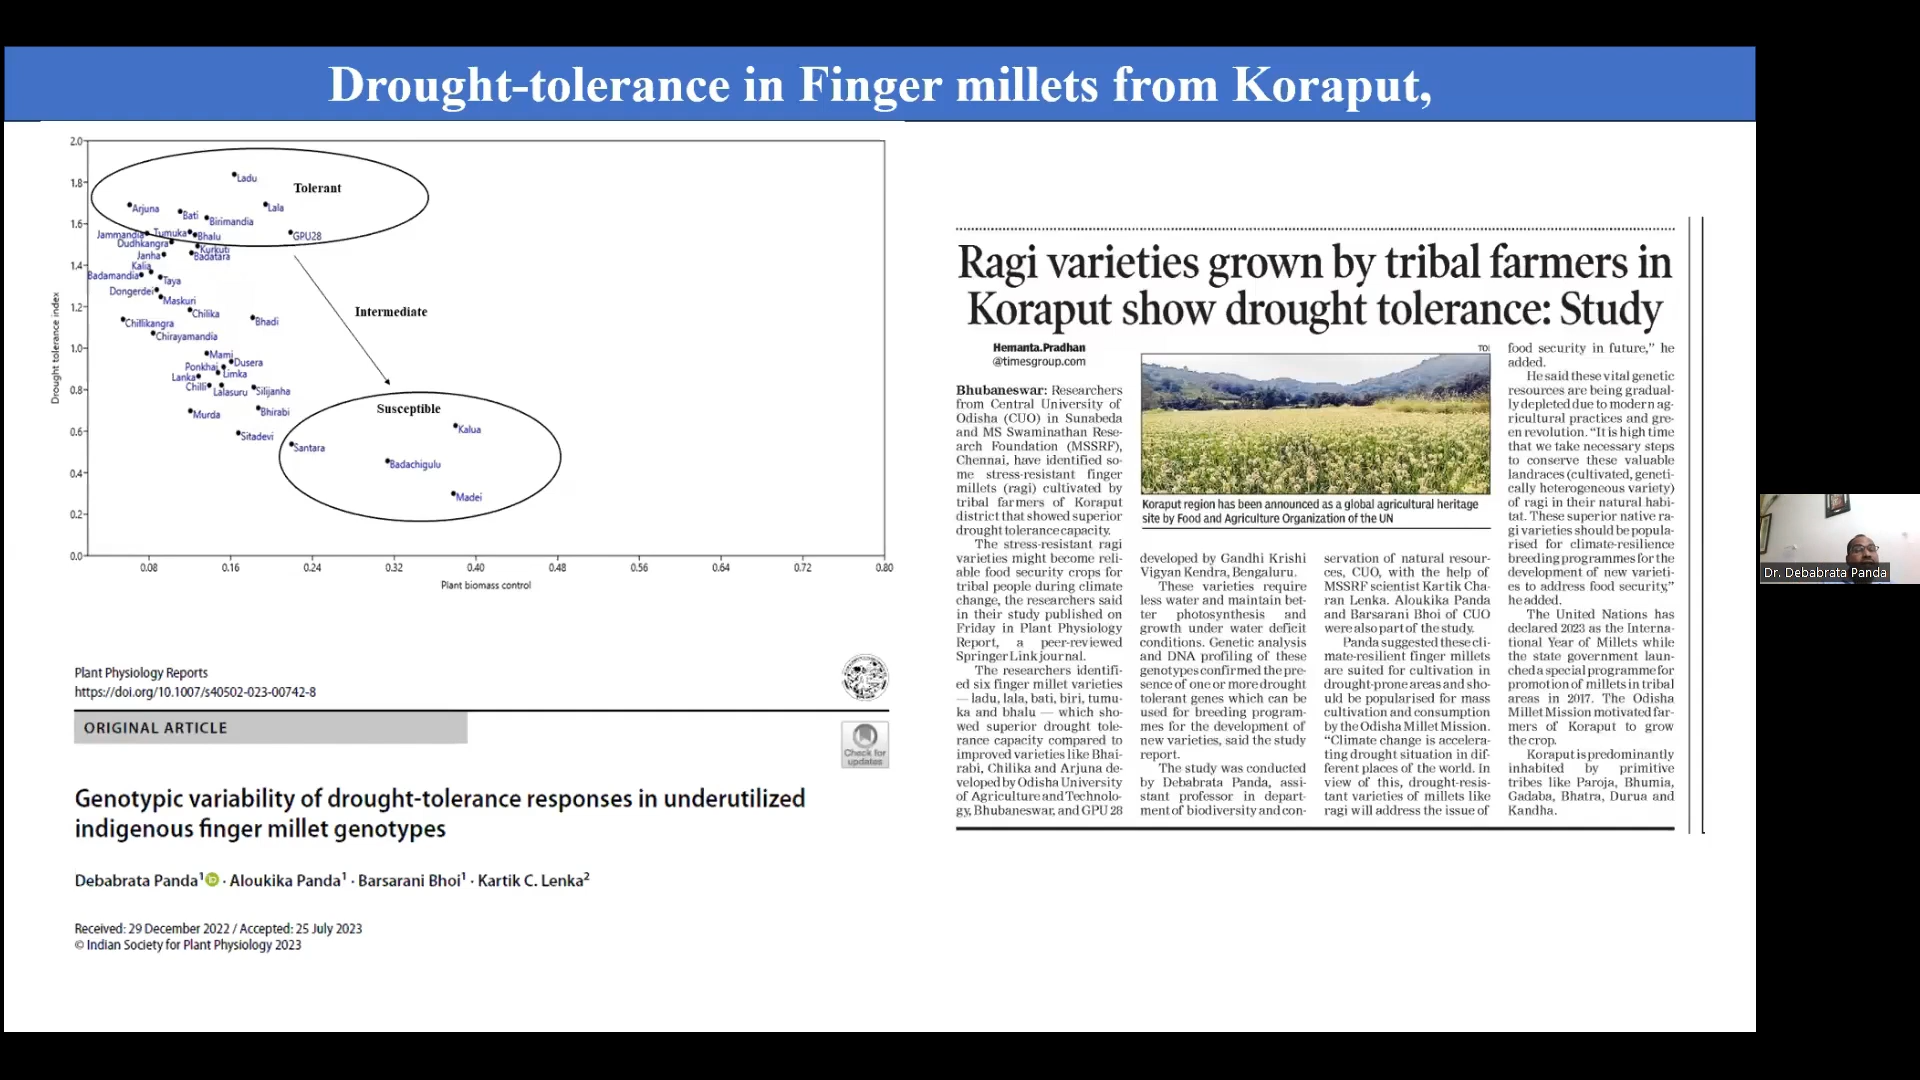 Drought-tolerance in Finger millets from Koraput,
2.0
1.8
1.6
1.4
1.2
1.0
0.8
0.6
0.4
0.2
0.0
Drought tolerance index
Ladu
Tolerant
Arjuna
Lala
Bati
Birimandia
Jammandia
Tumuka
Bhalu
GPU28
Dudhkangra
Kurkuti
Janha
Badatara
Kalia
Badamandia
Taya
Dongerdei
Maskuri
Chilika
Intermediate
Chillikangra
Bhadi
Chirayamandia
Mami
Dusera
Ponkhai
Limka
Lanka
Chilli
Lalasuru
Silijanha
Susceptible
Murda
Bhirabi
Kalua
Sitadevi
Santara
Badachigulu
Madei
0.08 0.16 0.24 0.32 0.40 0.48 0.56 0.64 0.72 0.80
Plant biomass control
Plant Physiology Reports
https://doi.org/10.1007/s40502-023-00742-8
ORIGINAL ARTICLE
Check for
updates
Genotypic variability of drought-tolerance responses in underutilized
indigenous finger millet genotypes
Debabrata Panda¹ · Aloukika Panda¹ · Barsarani Bhoi¹ · Kartik C. Lenka²
Received: 29 December 2022 / Accepted: 25 July 2023
© Indian Society for Plant Physiology 2023
Ragi varieties grown by tribal farmers in
Koraput show drought tolerance: Study
Hemanta.Pradhan
@timesgroup.com
Bhubaneswar: Researchers
from Central University of
Odisha (CUO) in Sunabeda
and MS Swaminathan Rese-
arch Foundation (MSSRF),
Chennai, have identified so-
me stress-resistant finger
millets (ragi) cultivated by
tribal farmers of Koraput
district that showed superior
drought tolerance capacity.
The stress-resistant ragi
varieties might become reli-
able food security crops for
tribal people during climate
change, the researchers said
in their study published on
Friday in Plant Physiology
Report, a peer-reviewed
Springer Link journal.
The researchers identifi-
ed six finger millet varieties
— ladu, lala, bati, biri, tumu-
ka and bhalu — which sho-
wed superior drought tole-
rance capacity compared to
improved varieties like Bhai-
rabi, Chilika and Arjuna de-
veloped by Odisha University
of Agriculture and Technolo-
gy, Bhubaneswar, and GPU 28
TOI
Koraput region has been announced as a global agricultural heritage
site by Food and Agriculture Organization of the UN
developed by Gandhi Krishi
Vigyan Kendra, Bengaluru.
These varieties require
less water and maintain bet-
ter photosynthesis and
growth under water deficit
conditions. Genetic analysis
and DNA profiling of these
genotypes confirmed the pre-
sence of one or more drought
tolerant genes which can be
used for breeding program-
mes for the development of
new varieties, said the study
report.
The study was conducted
by Debabrata Panda, assi-
stant professor in depart-
ment of biodiversity and con-
servation of natural resour-
ces, CUO, with the help of
MSSRF scientist Kartik Cha-
ran Lenka. Aloukika Panda
and Barsarani Bhoi of CUO
were also part of the study.
Panda suggested these cli-
mate-resilient finger millets
are suited for cultivation in
drought-prone areas and sho-
uld be popularised for mass
cultivation and consumption
by the Odisha Millet Mission.
“Climate change is accelera-
ting drought situation in dif-
ferent places of the world. In
view of this, drought-resis-
tant varieties of millets like
ragi will address the issue of
food security in future,” he
added.
He said these vital genetic
resources are being gradual-
ly depleted due to modern ag-
ricultural practices and gre-
en revolution. “It is high time
that we take necessary steps
to conserve these valuable
landraces (cultivated, geneti-
cally heterogeneous variety)
of ragi in their natural habi-
tat. These superior native ra-
gi varieties should be popula-
rised for climate-resilience
breeding programmes for the
development of new varieti-
es to address food security,”
he added.
The United Nations has
declared 2023 as the Interna-
tional Year of Millets while
the state government laun-
ched a special programme for
promotion of millets in tribal
areas in 2017. The Odisha
Millet Mission motivated far-
mers of Koraput to grow
the crop.
Koraput is predominantly
inhabited by primitive
tribes like Paroja, Bhumia,
Gadaba, Bhatra, Durua and
Kandha.
Dr. Debabrata Panda